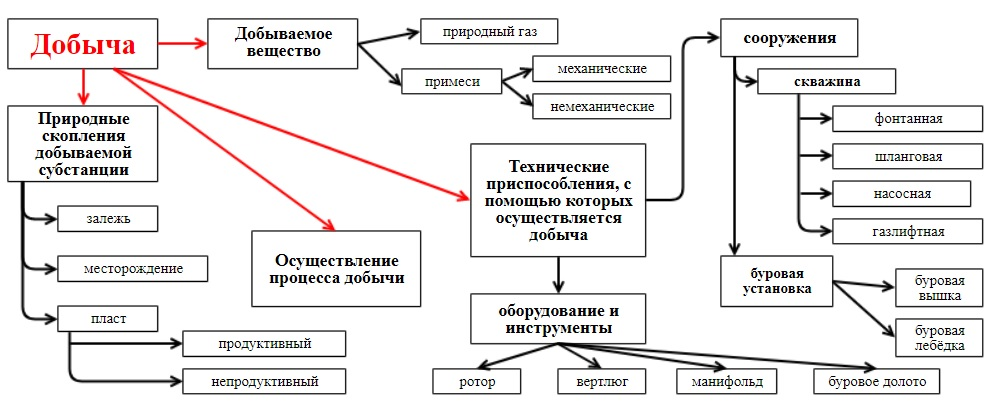 Добыча
Добываемое
вещество
природный газ
примеси
механические
немеханические
Природные
скопления
добываемой
субстанции
залежь
месторождение
пласт
продуктивный
непродуктивный
Осуществление
процесса добычи
Технические
приспособления, с
помощью которых
осуществляется
добыча
оборудование и
инструменты
ротор
вертлюг
манифольд
буровое долото
сооружения
скважина
фонтанная
шланговая
насосная
газлифтная
буровая
установка
буровая
вышка
буровая
лебёдка